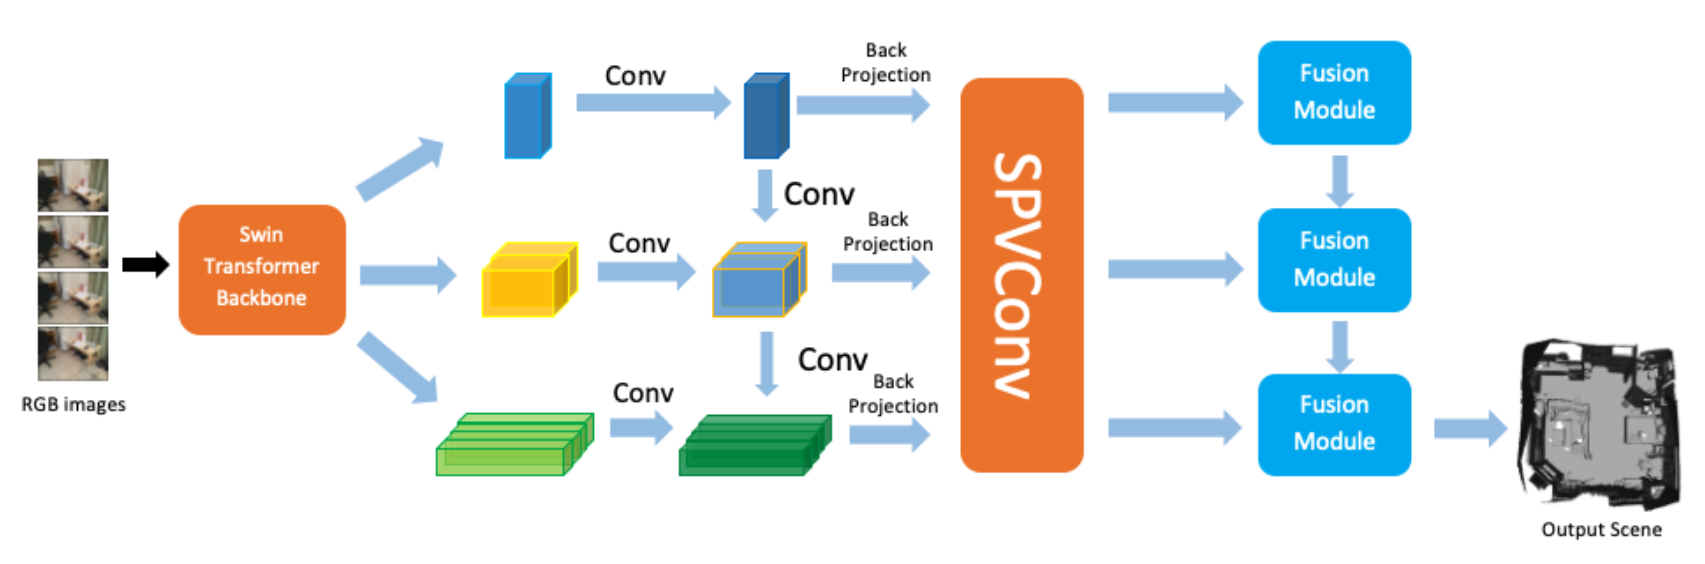 RGB images
Swin
Transformer
Backbone
Conv
Conv
Conv
Conv
Conv
Back
Projection
Back
Projection
Back
Projection
SPVConv
Fusion
Module
Fusion
Module
Fusion
Module
Output Scene